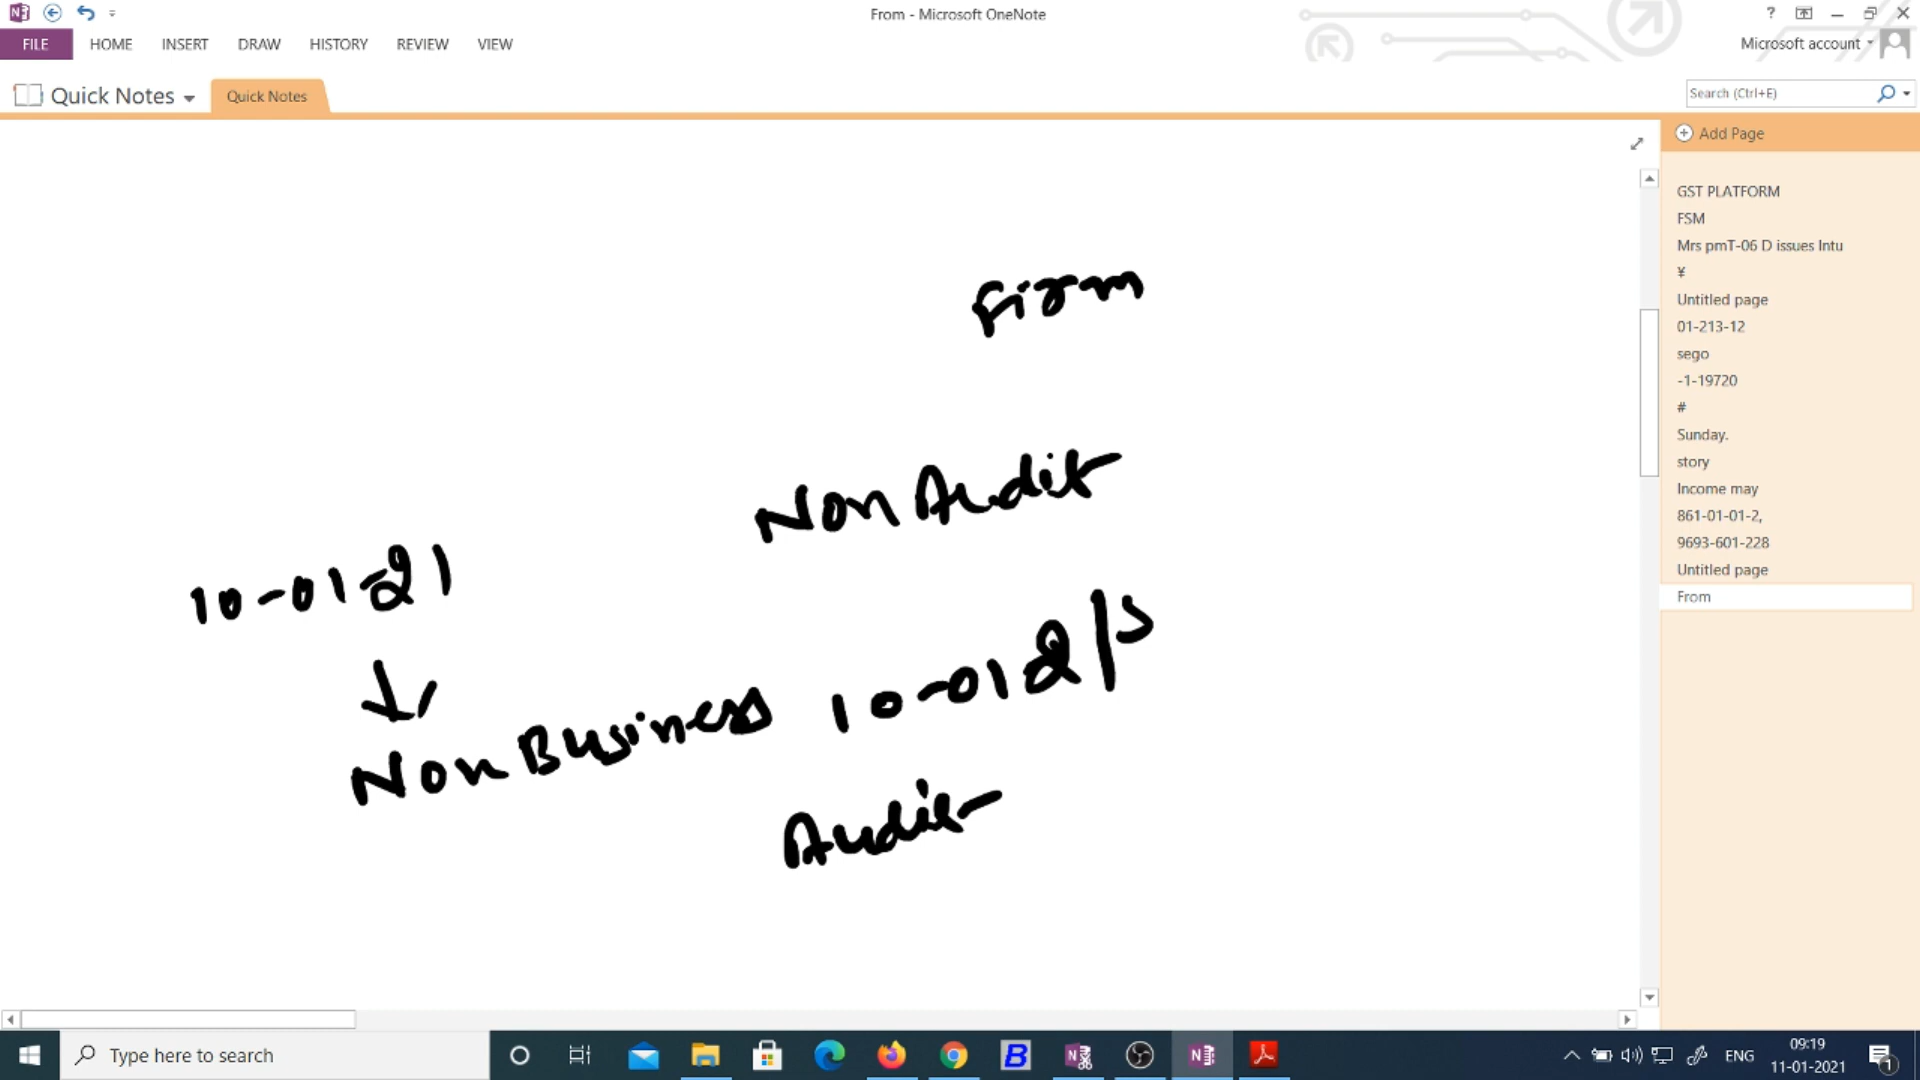 From - Microsoft OneNote
FILE HOME INSERT DRAW HISTORY REVIEW VIEW
Microsoft account
Quick Notes
Quick Notes
Search (Ctrl+E)
Add Page
GST PLATFORM
FSM
Mrs pmT-06 D issues Intu
¥
Untitled page
01-213-12
sego
-1-19720
#
Sunday.
story
Income may
861-01-01-2,
9693-601-228
Untitled page
From
Firm
Non Audit
10-01-21
Non Business 10-01 2/
Audit
Type here to search
ENG
09:19
11-01-2021
1